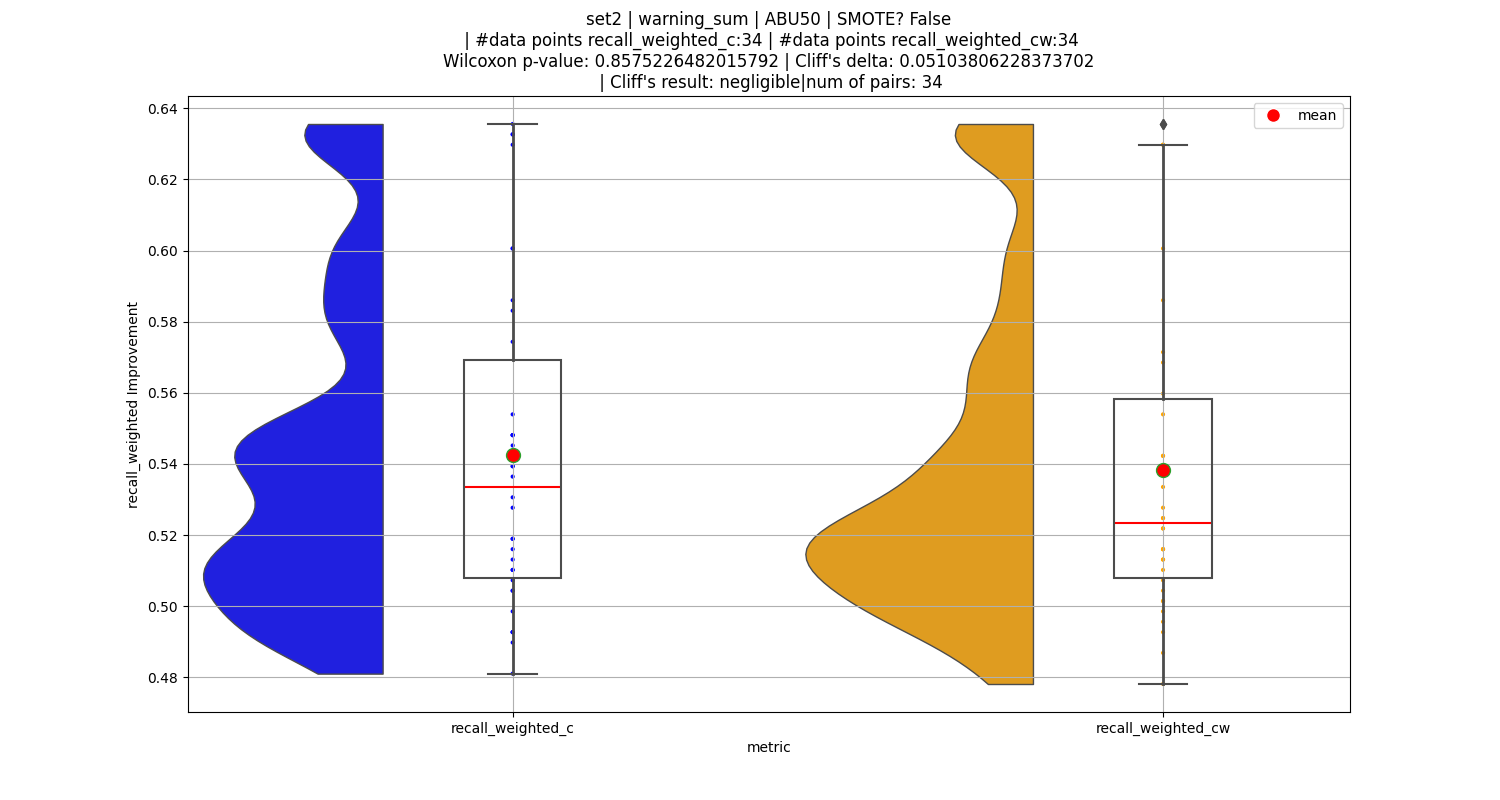 set2 | warning_sum | ABU50 | SMOTE? False
| #data points recall_weighted_c:34 | #data points recall_weighted_cw:34
Wilcoxon p-value: 0.8575226482015792 | Cliff's delta: 0.05103806228373702
| Cliff's result: negligible|num of pairs: 34
mean
0.64
0.62
0.60
0.58
0.56
0.54
0.52
0.50
0.48
recall_weighted Improvement
recall_weighted_c
recall_weighted_cw
metric